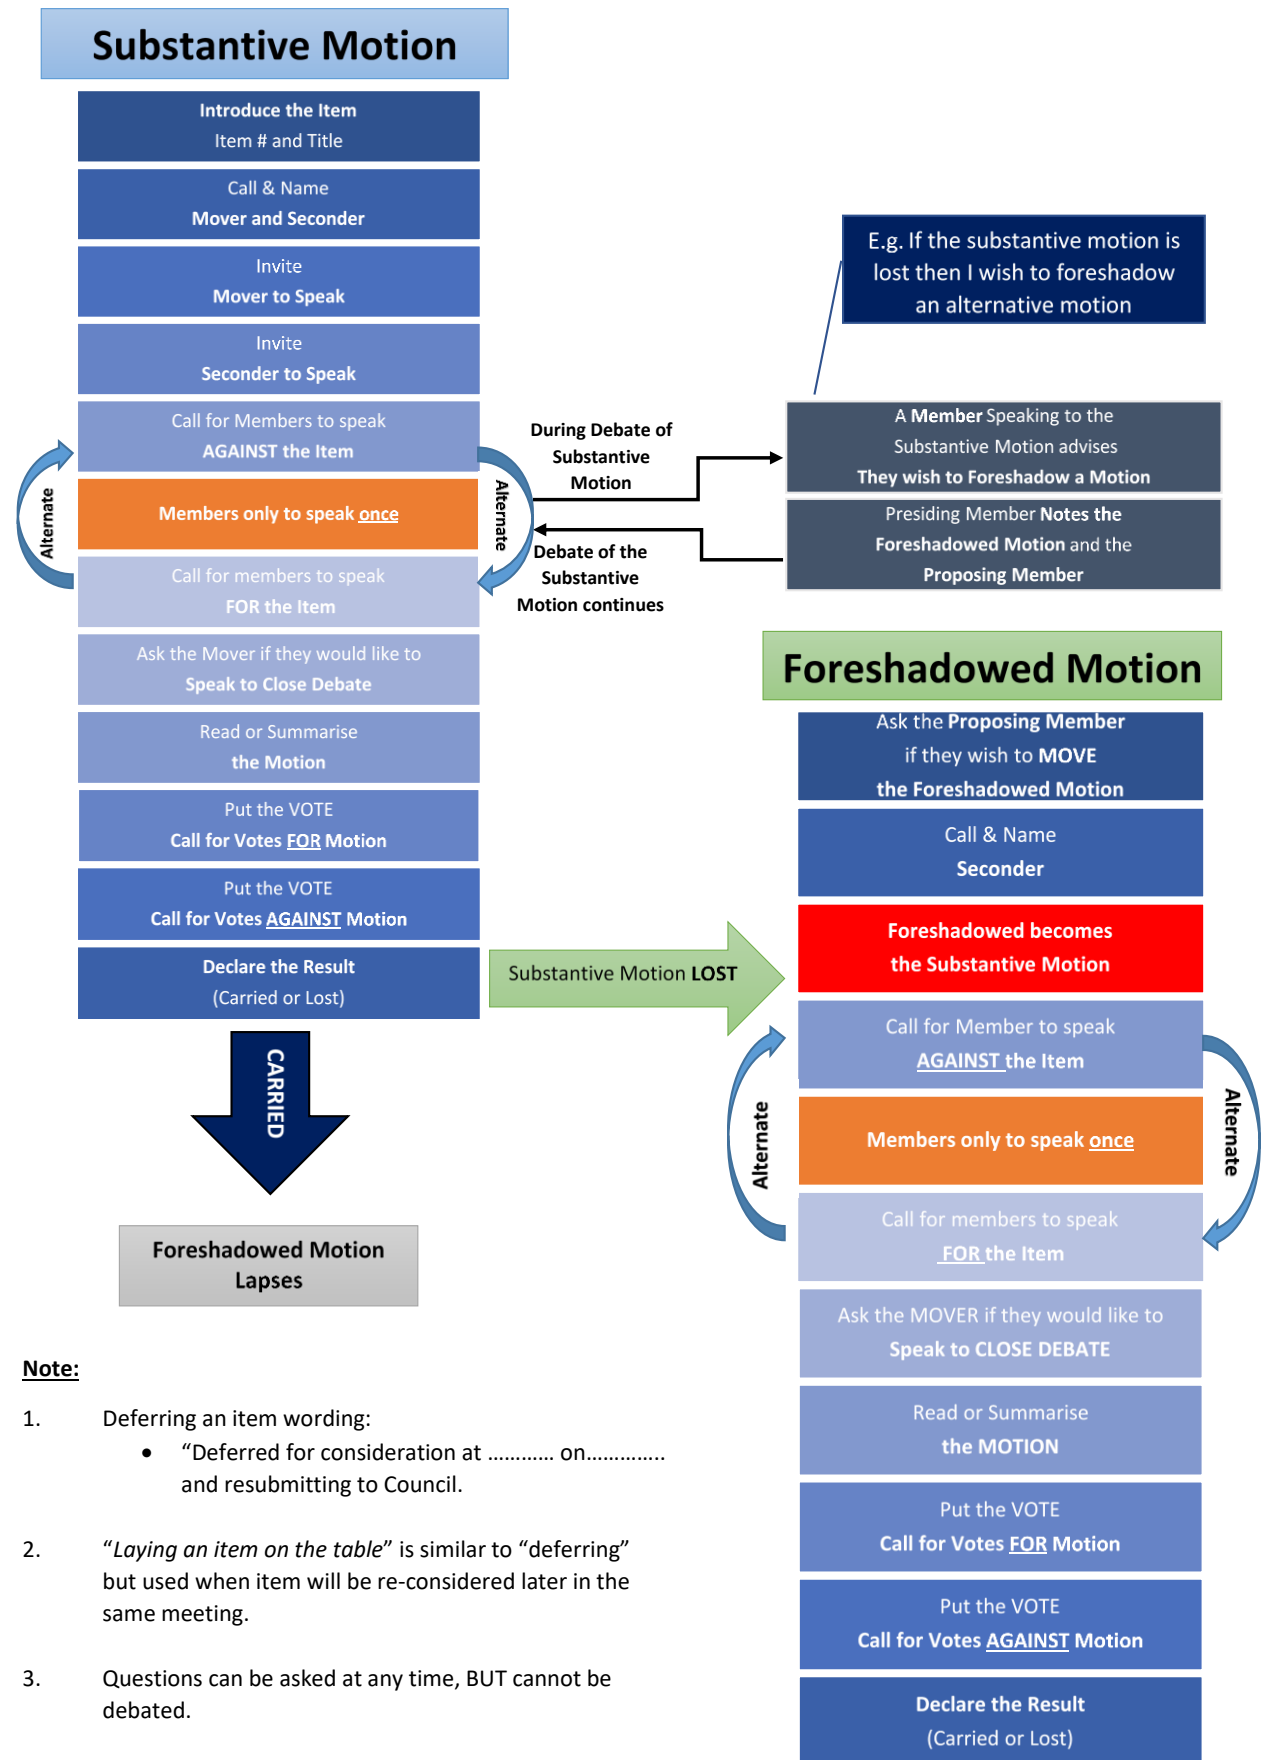 Substantive Motion
Introduce the Item
Item # and Title
Call & Name
Mover and Seconder
Invite
Mover to Speak
Invite
Seconder to Speak
Call for Members to speak
AGAINST the Item
Members only to speak once
Call for members to speak
FOR the Item
Alternate
Alternate
Ask the Mover if they would like to
Speak to Close Debate
Read or Summarise
the Motion
Put the VOTE
Call for Votes FOR Motion
Put the VOTE
Call for Votes AGAINST Motion
Declare the Result
(Carried or Lost)
CARRIED
Foreshadowed Motion
Lapses
During Debate of
Substantive
Motion
Debate of the
Substantive
Motion continues
E.g. If the substantive motion is
lost then I wish to foreshadow
an alternative motion
A Member Speaking to the
Substantive Motion advises
They wish to Foreshadow a Motion
Presiding Member Notes the
Foreshadowed Motion and the
Proposing Member
Substantive Motion LOST
Foreshadowed Motion
Ask the Proposing Member
if they wish to MOVE
the Foreshadowed Motion
Call & Name
Seconder
Foreshadowed becomes
the Substantive Motion
Call for Member to speak
AGAINST the Item
Members only to speak once
Call for members to speak
FOR the Item
Alternate
Alternate
Ask the MOVER if they would like to
Speak to CLOSE DEBATE
Read or Summarise
the MOTION
Put the VOTE
Call for Votes FOR Motion
Put the VOTE
Call for Votes AGAINST Motion
Declare the Result
(Carried or Lost)
Note:
1. Deferring an item wording:
• “Deferred for consideration at ………… on…………..
and resubmitting to Council.
2. “Laying an item on the table” is similar to “deferring”
but used when item will be re-considered later in the
same meeting.
3. Questions can be asked at any time, BUT cannot be
debated.